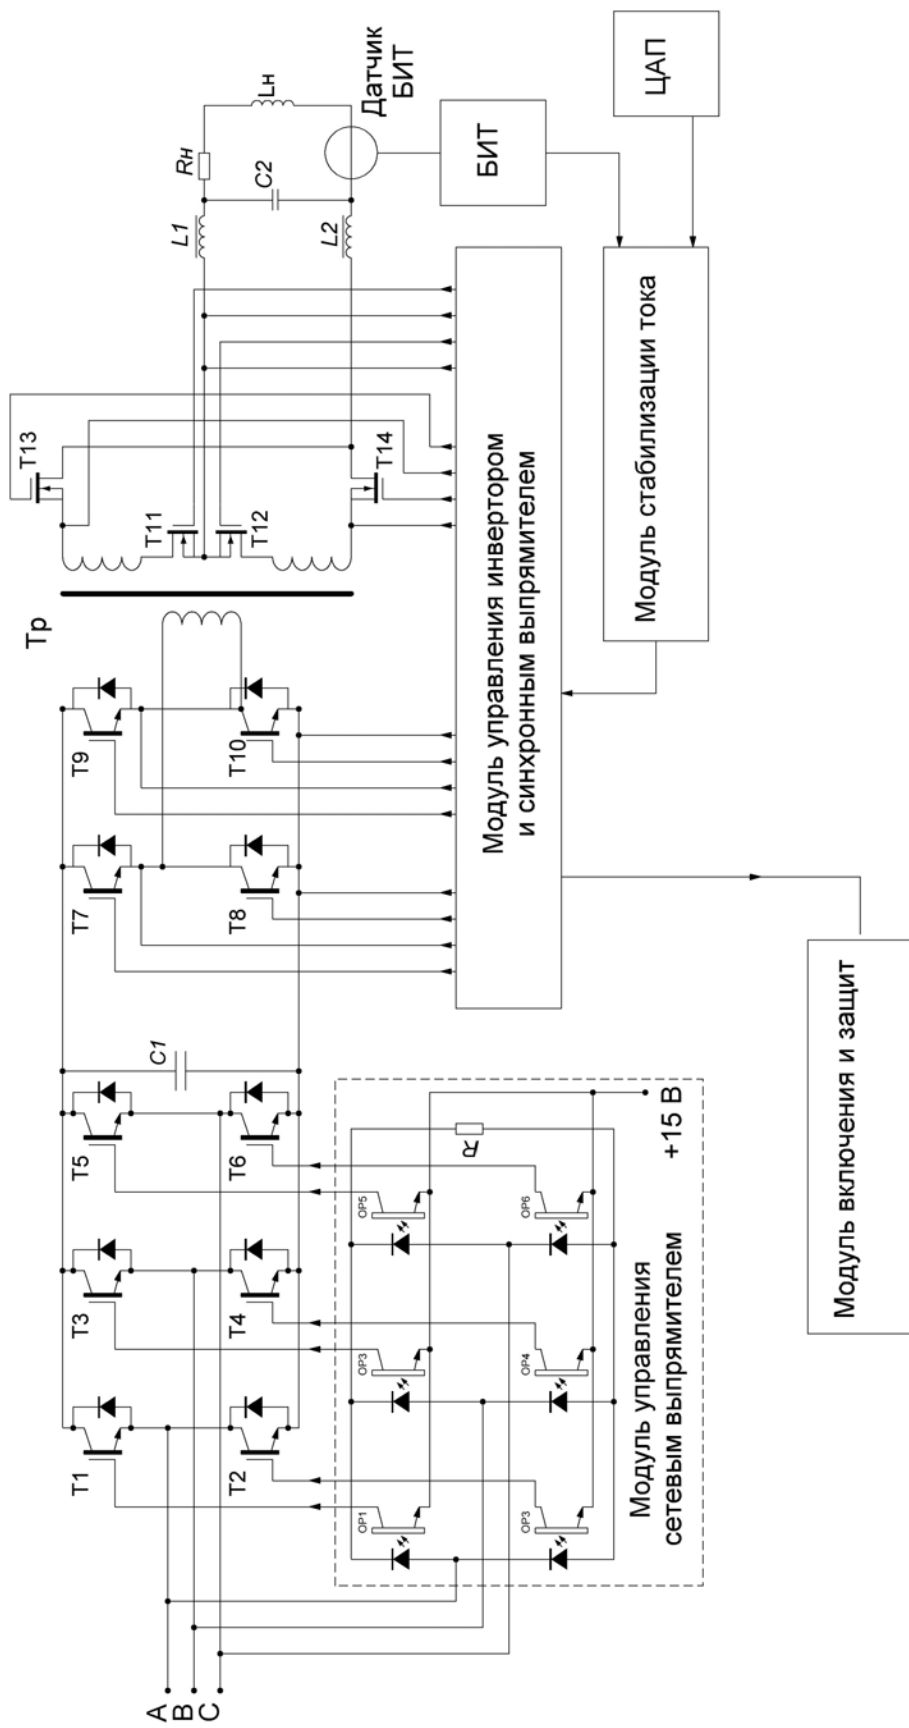 A
B
C
T1
T3
T5
C1
T7
T9
Тр
T11
T13
L1
Rн
Lн
T2
T4
T6
T8
T10
T12
T14
L2
C2
Датчик
БИТ
БИТ
ЦАП
OP1
OP3
OP5
R
OP3
OP4
OP6
+15 В
Модуль управления
сетевым выпрямителем
Модуль управления инвертором
и синхронным выпрямителем
Модуль стабилизации тока
Модуль включения и защит